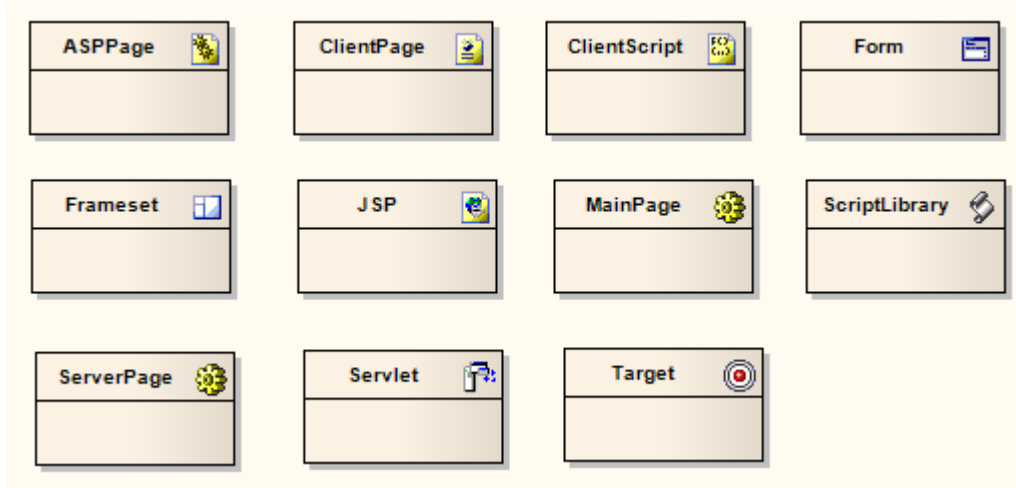 ASPPage
ClientPage
ClientScript
Form
Frameset
JSP
MainPage
ScriptLibrary
ServerPage
Servlet
Target